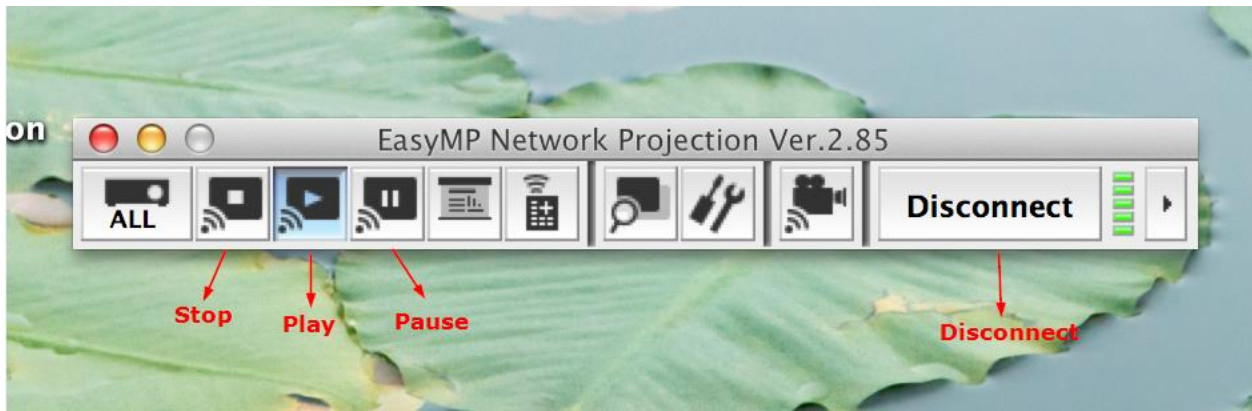 on
EasyMP Network Projection Ver.2.85
ALL
Disconnect
Stop
Play
Pause
Disconnect